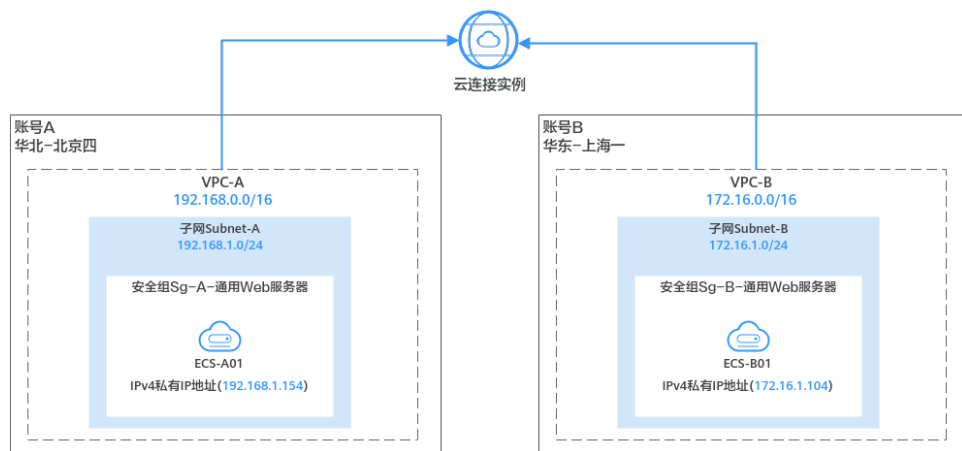 云连接实例
账号A
华北-北京四
VPC-A
192.168.0.0/16
子网Subnet-A
192.168.1.0/24
安全组Sg-A-通用Web服务器
ECS-A01
IPv4私有IP地址(192.168.1.154)
账号B
华东-上海一
VPC-B
172.16.0.0/16
子网Subnet-B
172.16.1.0/24
安全组Sg-B-通用Web服务器
ECS-B01
IPv4私有IP地址(172.16.1.104)